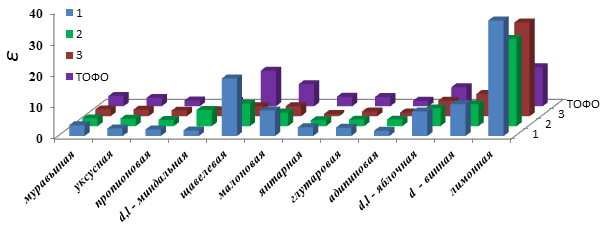 40
30
20
10
0
ε
1
2
3
ТОФО
муравьиная
уксусная
пропионовая
d,l - миндальная
щавелевая
малоновая
янтарная
глутаровая
адипиновая
d,l - яблочная
d - винная
лимонная
1
2
3
ТОФО